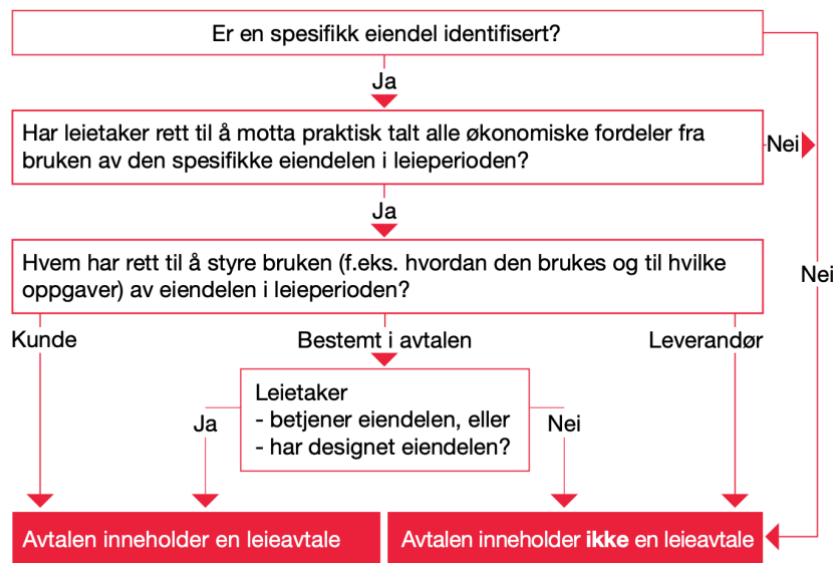 Er en spesifikk eiendel identifisert?
Ja
Har leietaker rett til å motta praktisk talt alle økonomiske fordeler fra
bruken av den spesifikke eiendelen i leieperioden?
Nei
Ja
Hvem har rett til å styre bruken (f.eks. hvordan den brukes og til hvilke
oppgaver) av eiendelen i leieperioden?
Nei
Kunde
Bestemt i avtalen
Leverandør
Leietaker
- betjener eiendelen, eller
- har designet eiendelen?
Ja
Nei
Avtalen inneholder en leieavtale
Avtalen inneholder ikke en leieavtale